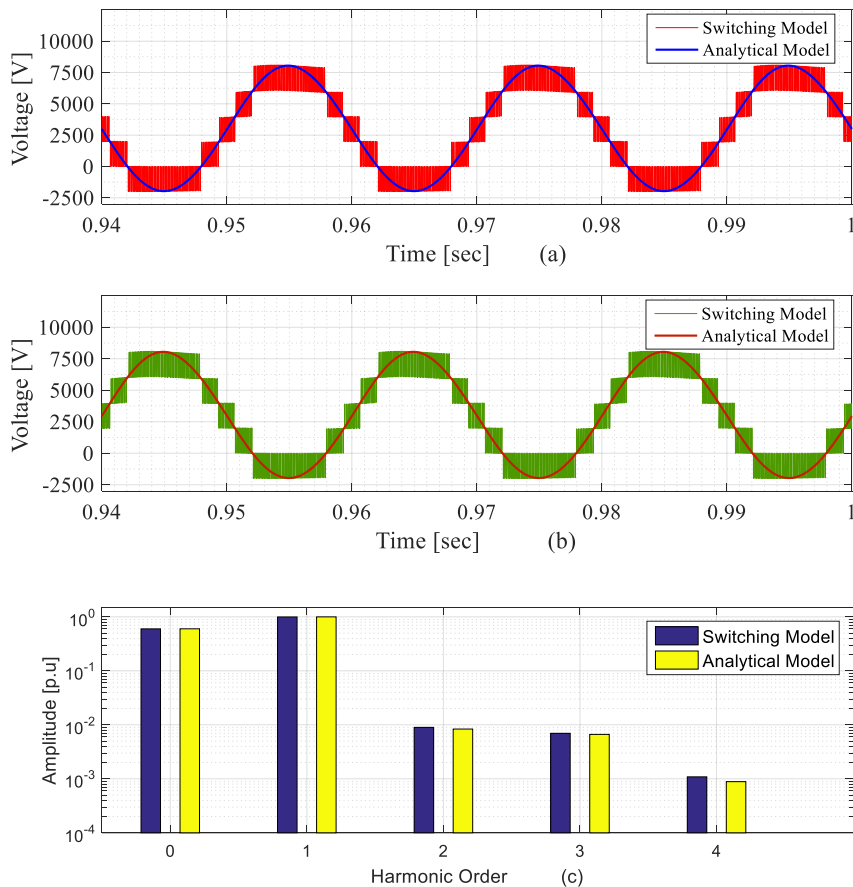 Switching Model
Analytical Model
Voltage [V]
10000
7500
5000
2500
0
-2500
0.94 0.95 0.96 0.97 0.98 0.99 1
Time [sec] (a)
Switching Model
Analytical Model
Voltage [V]
10000
7500
5000
2500
0
-2500
0.94 0.95 0.96 0.97 0.98 0.99 1
Time [sec] (b)
Switching Model
Analytical Model
Amplitude [p.u]
10^0
10^-1
10^-2
10^-3
10^-4
0 1 2 3 4
Harmonic Order (c)